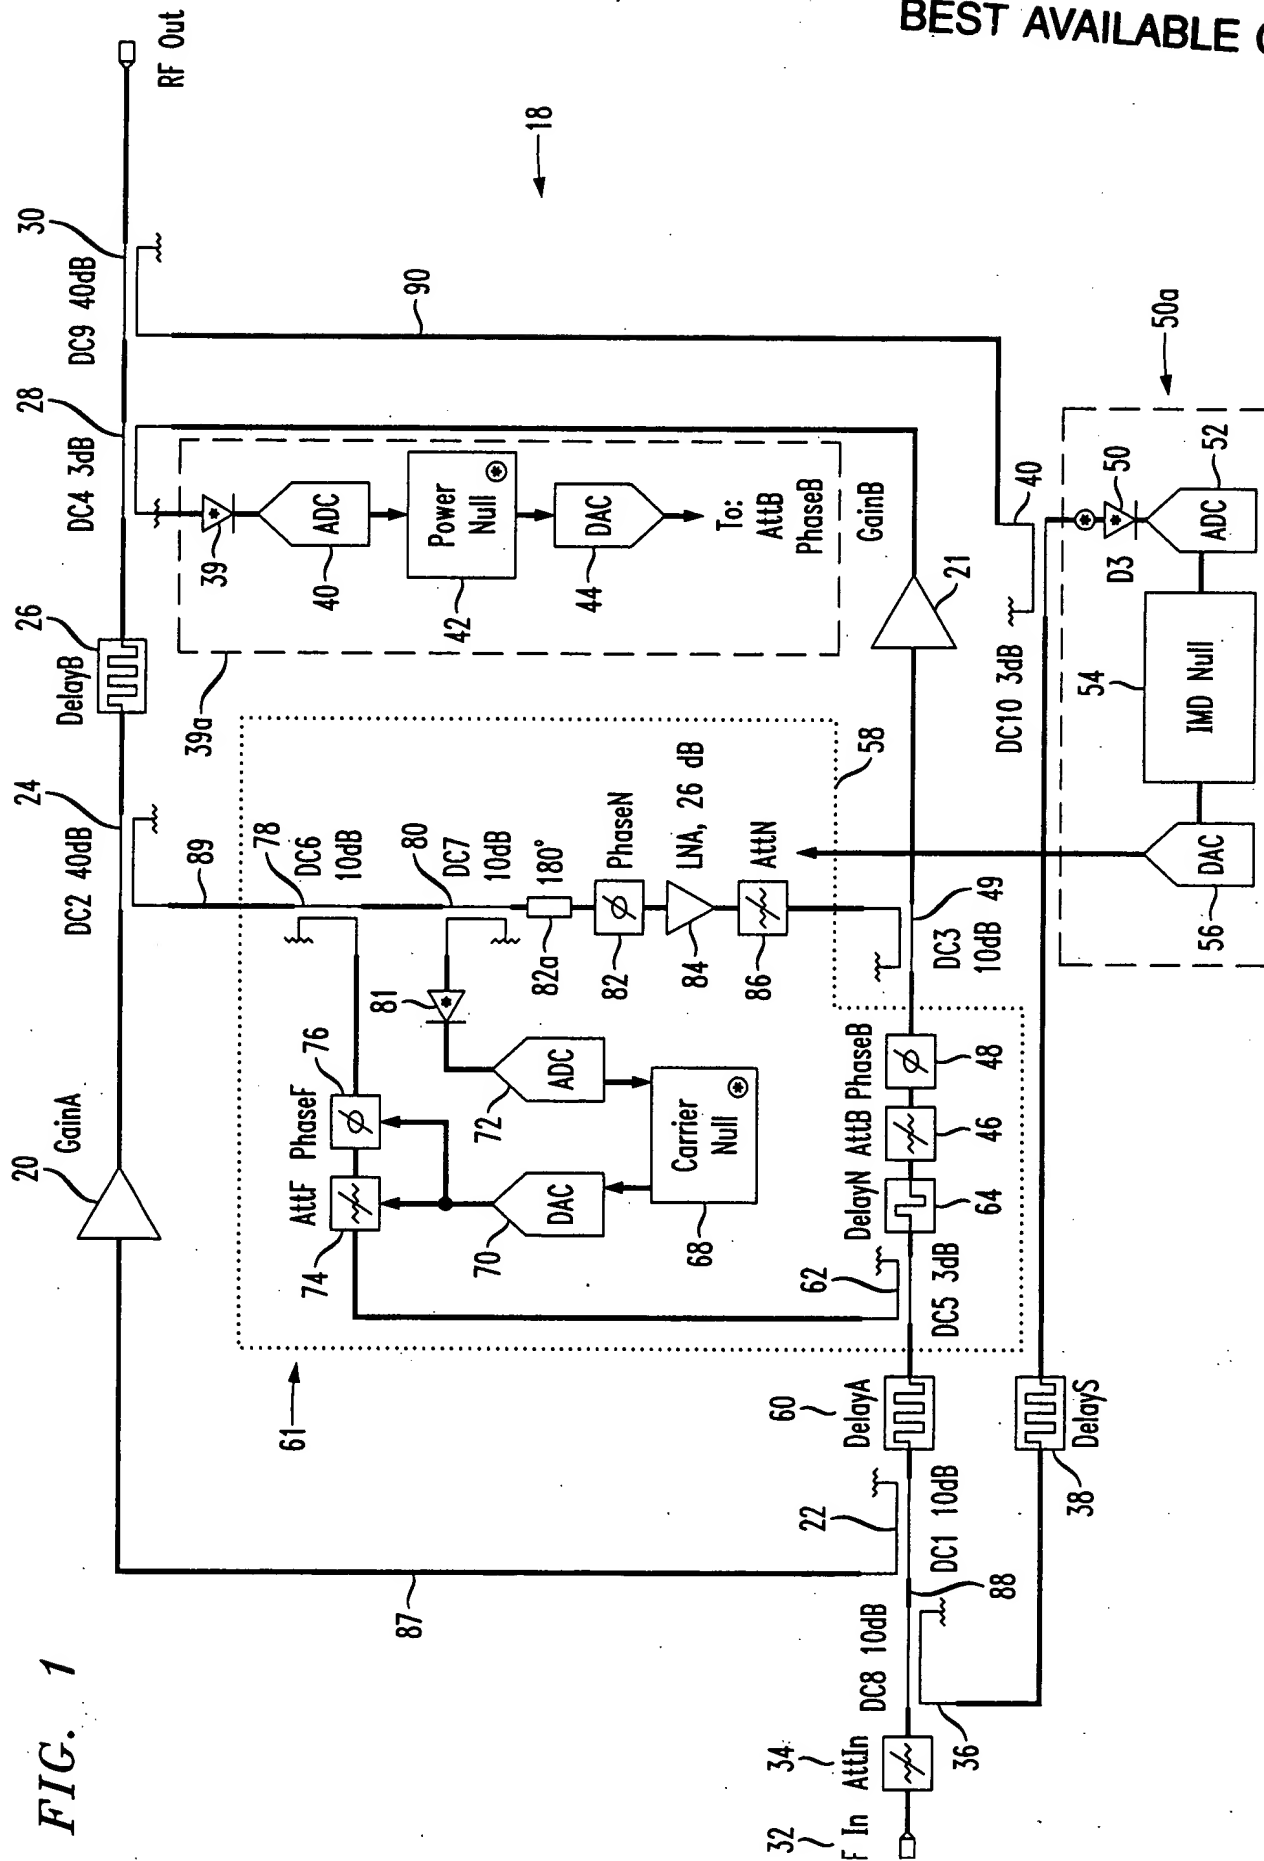 BEST AVAILABLE
FIG. 1
RF Out
30
DC9 40dB
28
DC4 3dB
26
DelayB
24
DC2 40dB
20
GainA
18
90
39
ADC
40
Power
Null
42
DAC
44
To:
AttB
PhaseB
GainB
39a
21
89
78
DC6
10dB
80
DC7
10dB
180°
82a
PhaseN
82
LNA, 26 dB
84
AttN
86
58
81
76
PhaseF
AttF
74
ADC
72
Carrier
Null
68
DAC
70
61
62
DC5 3dB
DelayN
64
AttB
46
PhaseB
48
49
DC3
10dB
60
DelayA
22
DC1 10dB
87
88
DC8 10dB
36
34
AttIn
32
F In
38
DelayS
DC10 3dB
40
50a
50
D3
52
ADC
54
IMD Null
DAC
56